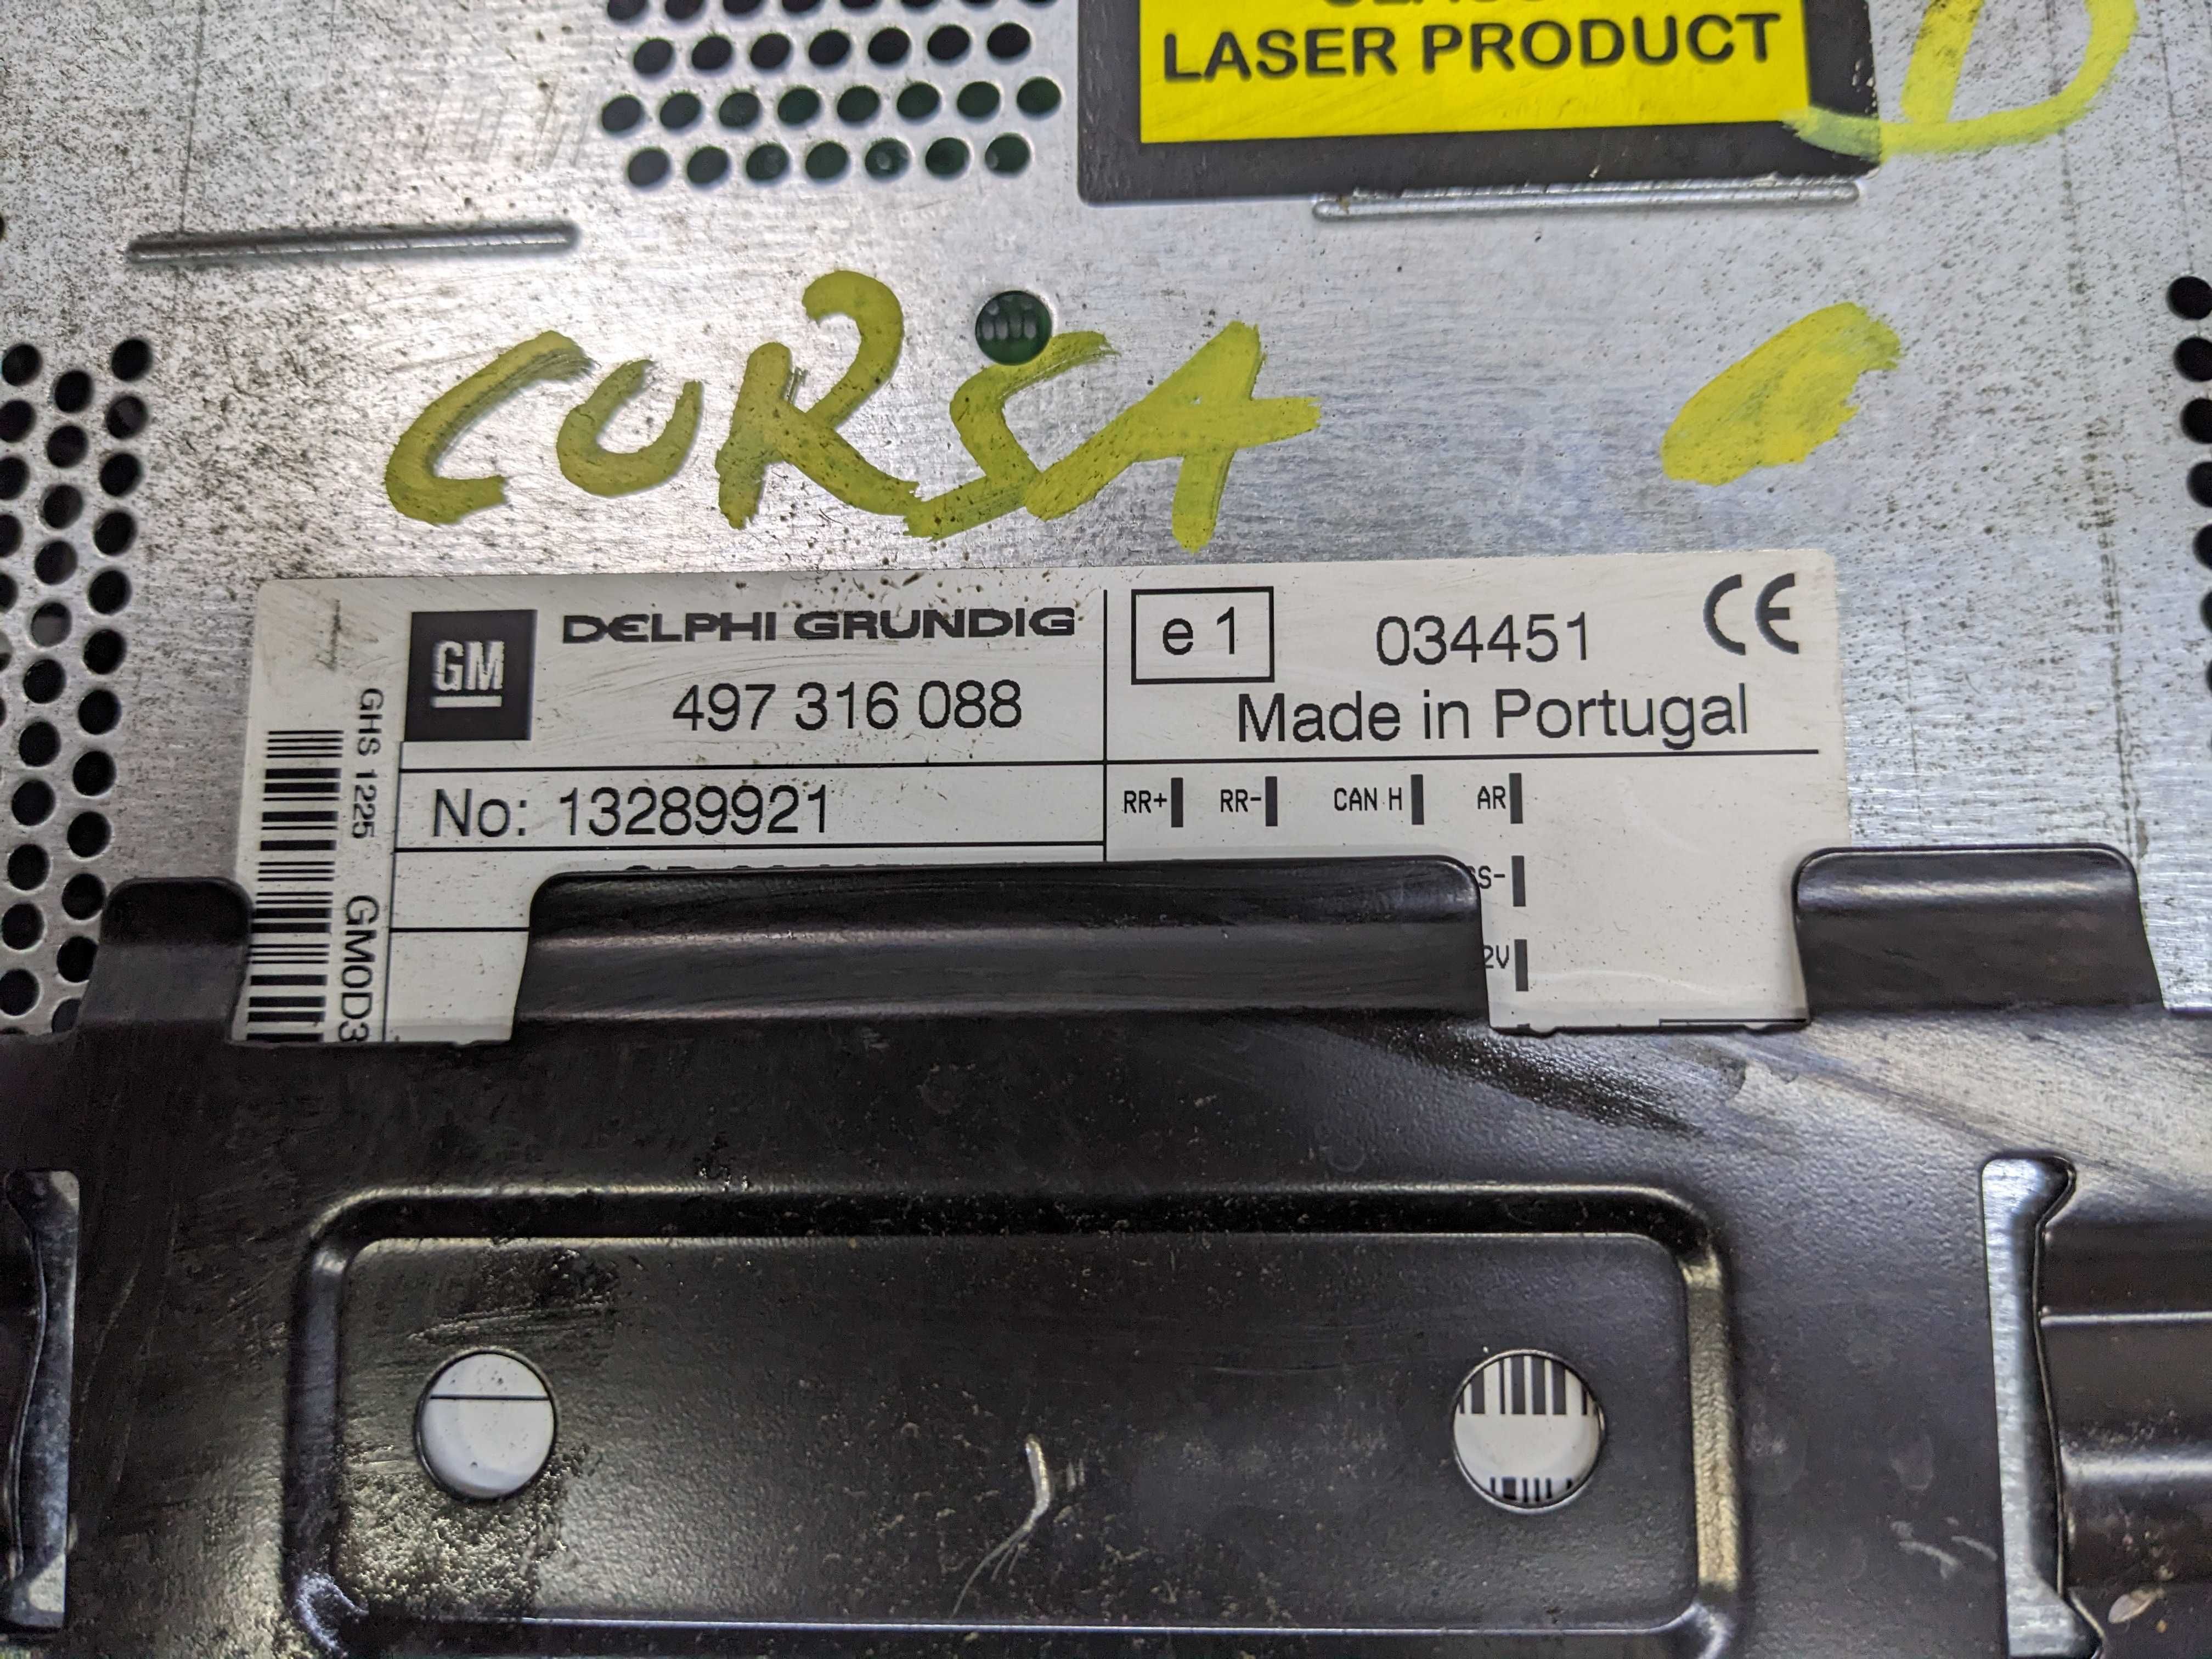 LASER PRODUCT
D
CORSA
GM
DELPHI GRUNDIG
497 316 088
No: 13289921
e 1
034451
CE
Made in Portugal
RR+
RR-
CAN H
AR
GHS 1225
GM0D3